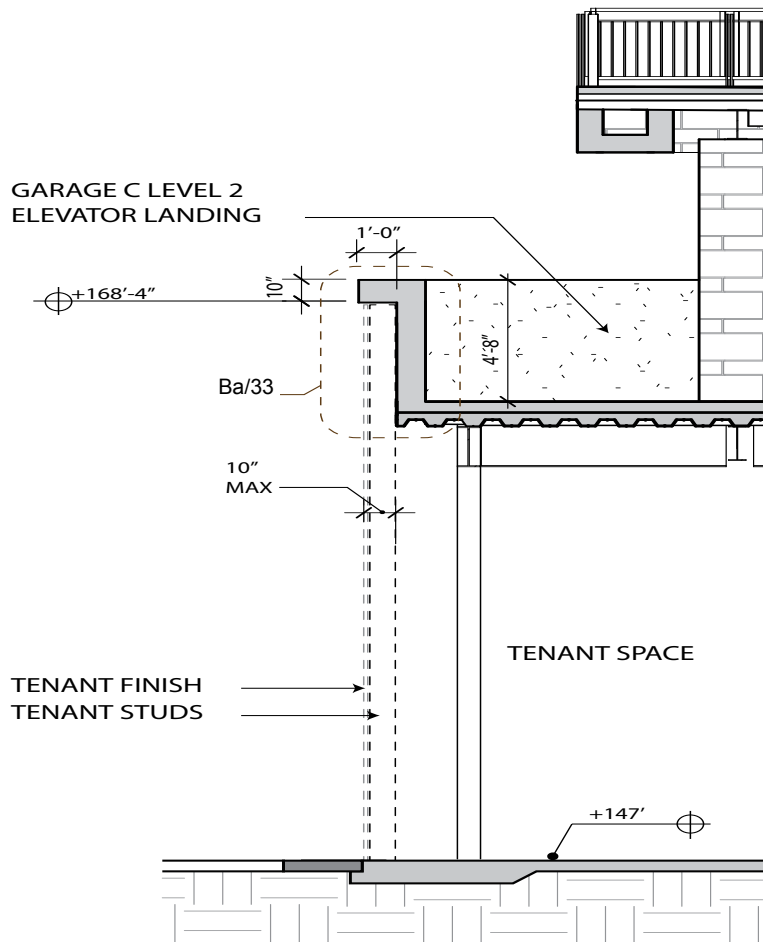 GARAGE C LEVEL 2
ELEVATOR LANDING
1'-0"
10"
+168'-4"
4'-8"
Ba/33
10"
MAX
TENANT SPACE
TENANT FINISH
TENANT STUDS
+147'